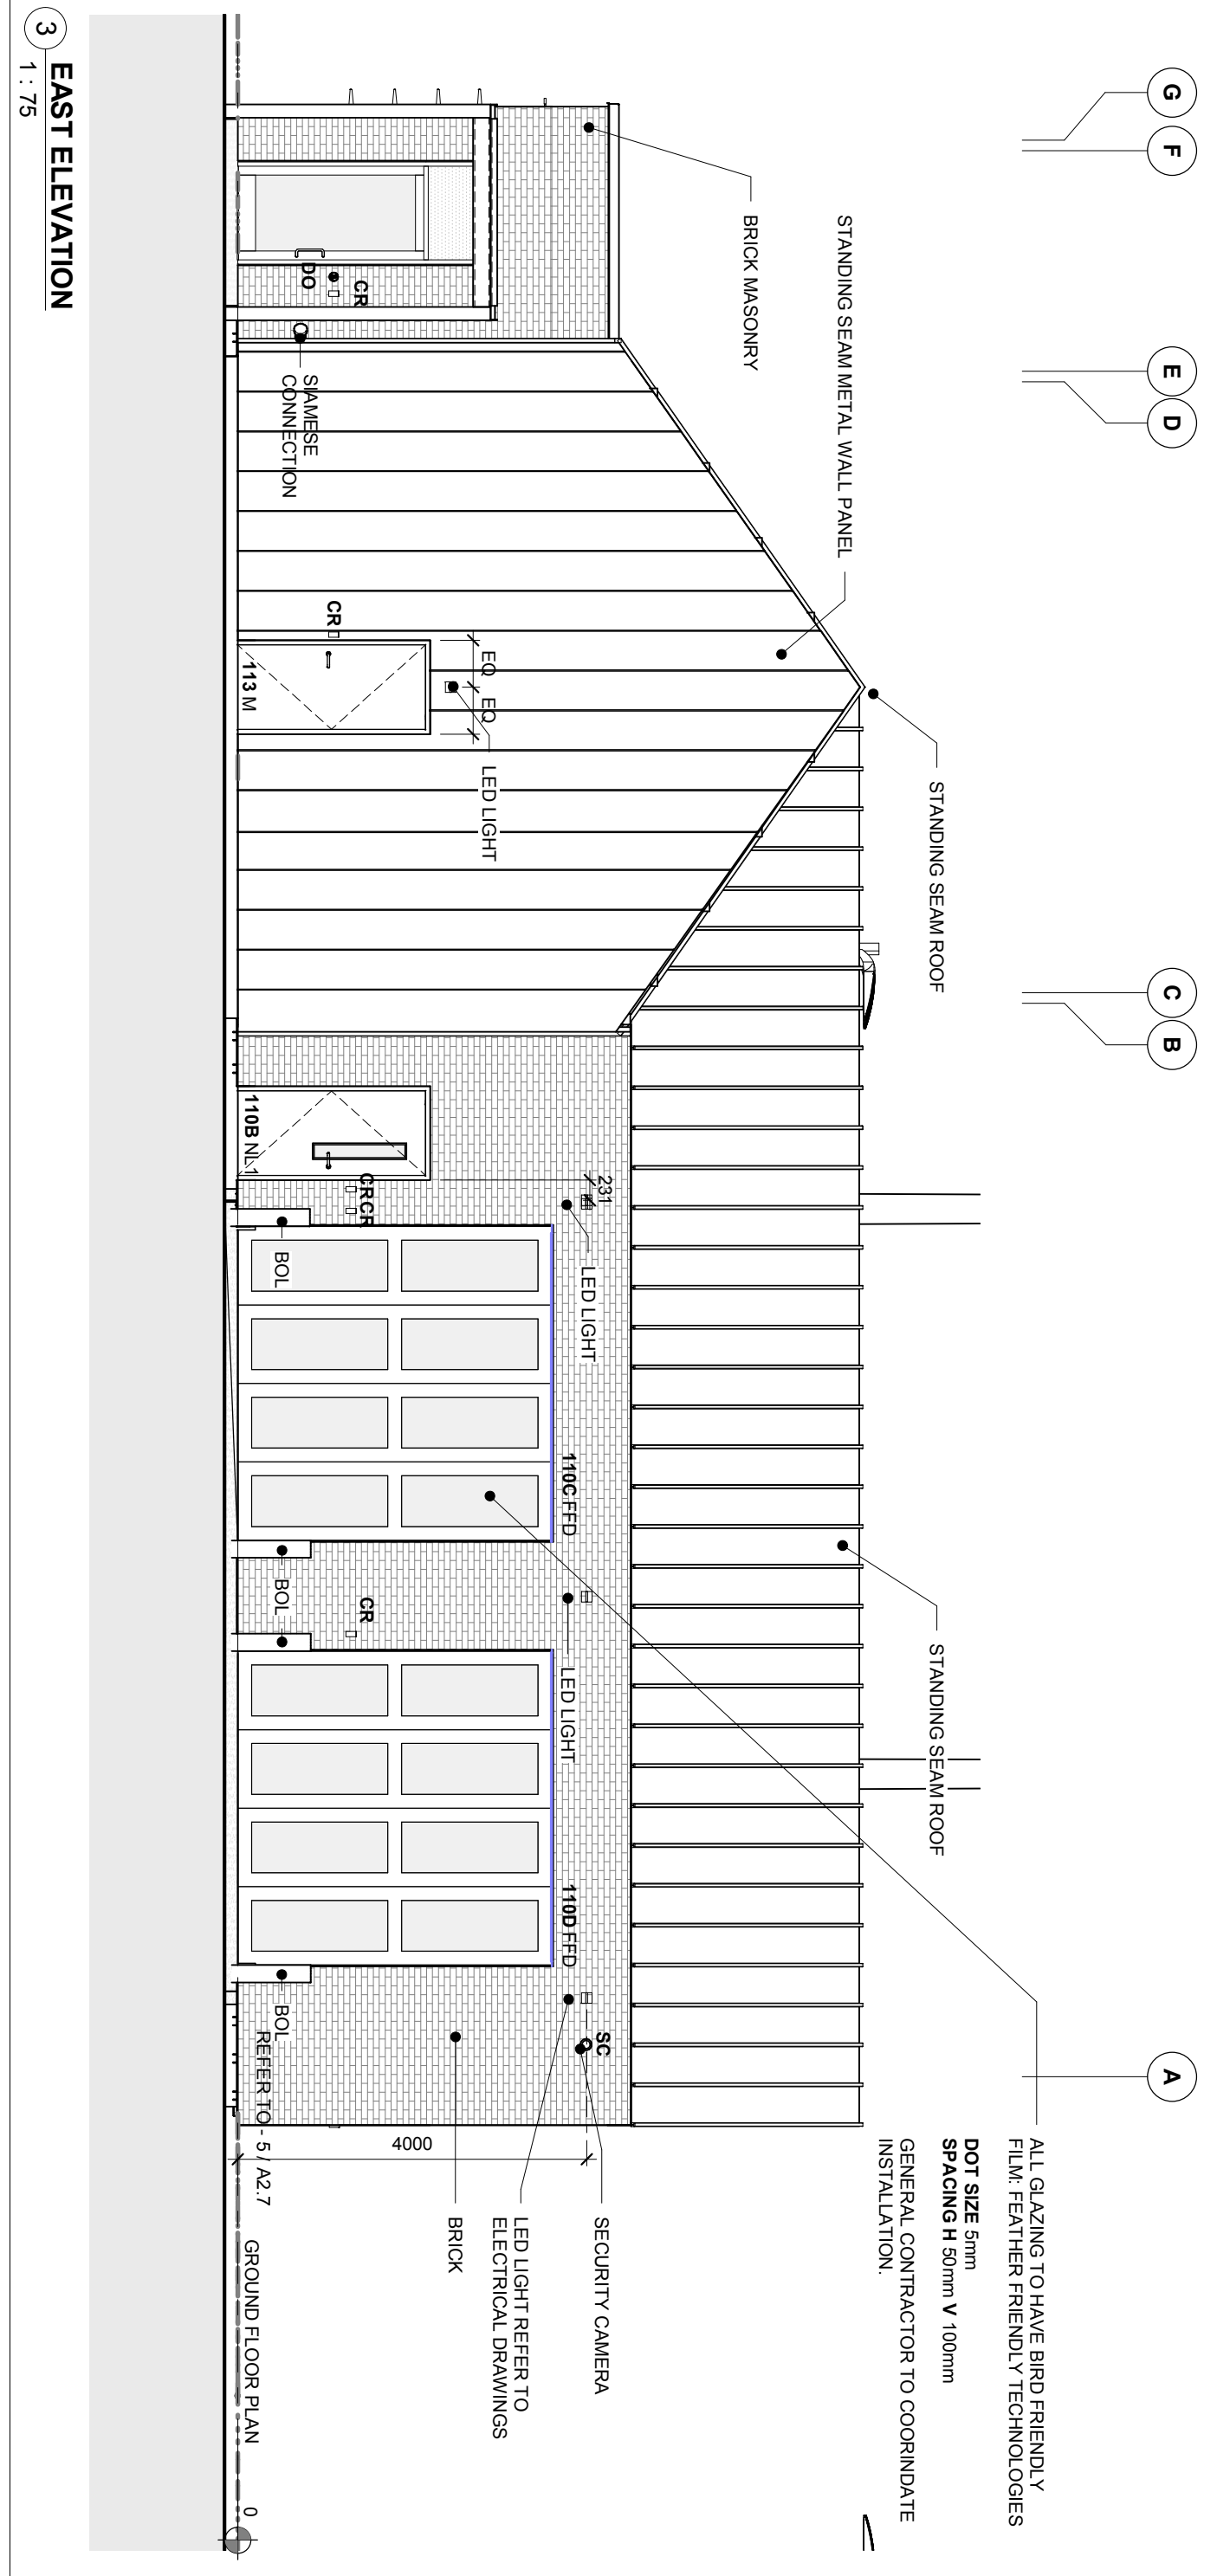 G
F
E
D
C
B
A
STANDING SEAM METAL WALL PANEL
BRICK MASONRY
STANDING SEAM ROOF
STANDING SEAM ROOF
ALL GLAZING TO HAVE BIRD FRIENDLY
FILM: FEATHER FRIENDLY TECHNOLOGIES
DOT SIZE 5mm
SPACING H 50mm V 100mm
GENERAL CONTRACTOR TO COORINDATE
INSTALLATION.
SECURITY CAMERA
LED LIGHT REFER TO
ELECTRICAL DRAWINGS
BRICK
SC
231
LED LIGHT
110C FFD
LED LIGHT
110D FFD
4000
EQ
EQ
LED LIGHT
CR
DO
CR
CR
CR
CR
SIAMESE
CONNECTION
113 M
110B NL1
BOL
BOL
BOL
REFER TO - 5 / A2.7
GROUND FLOOR PLAN
0
3
EAST ELEVATION
1 : 75